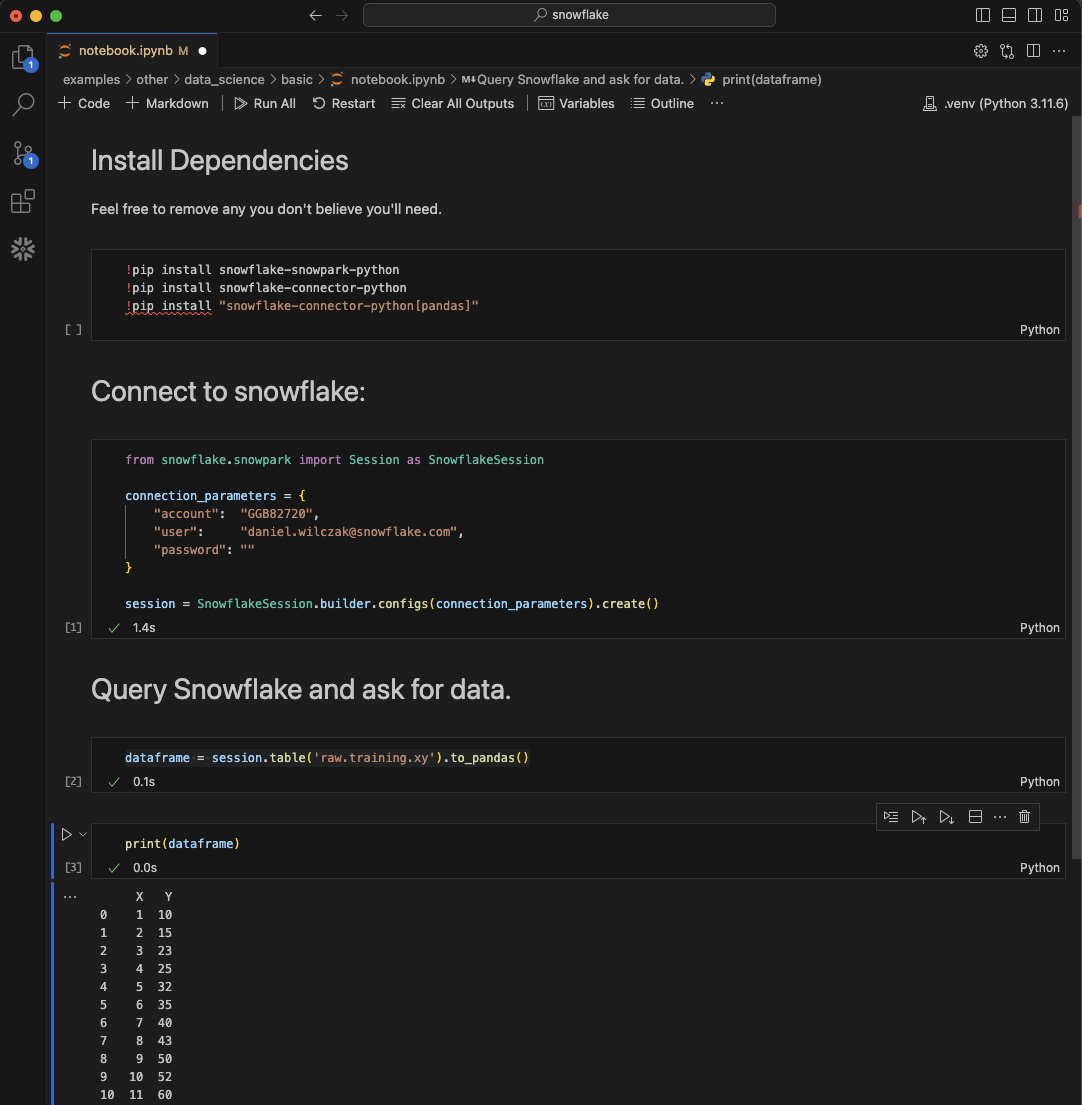 snowflake
notebook.ipynb M
1
examples > other > data_science > basic > notebook.ipynb > M↓Query Snowflake and ask for data. > print(dataframe)
+ Code + Markdown | Run All Restart Clear All Outputs | Variables Outline ··· .venv (Python 3.11.6)
1
Install Dependencies
Feel free to remove any you don't believe you'll need.
!pip install snowflake-snowpark-python
!pip install snowflake-connector-python
!pip install "snowflake-connector-python[pandas]"
[ ] Python
Connect to snowflake:
from snowflake.snowpark import Session as SnowflakeSession
connection_parameters = {
    "account":  "GGB82720",
    "user":     "daniel.wilczak@snowflake.com",
    "password": ""
}
session = SnowflakeSession.builder.configs(connection_parameters).create()
[1] ✓ 1.4s Python
Query Snowflake and ask for data.
dataframe = session.table('raw.training.xy').to_pandas()
[2] ✓ 0.1s Python
print(dataframe)
[3] ✓ 0.0s Python
... X Y
0 1 10
1 2 15
2 3 23
3 4 25
4 5 32
5 6 35
6 7 40
7 8 43
8 9 50
9 10 52
10 11 60